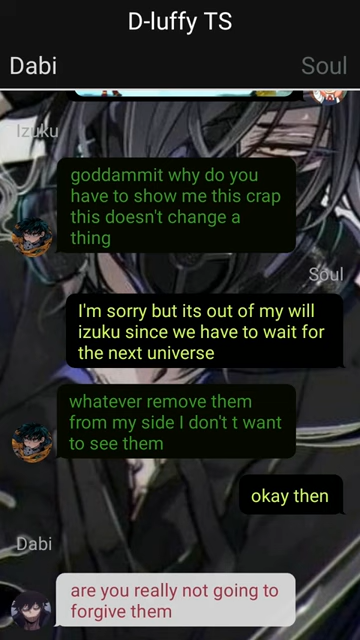 D-luffy TS
Dabi
Soul
Izuku
goddammit why do you
have to show me this crap
this doesn't change a
thing
Soul
I'm sorry but its out of my will
izuku since we have to wait for
the next universe
whatever remove them
from my side I don't t want
to see them
okay then
Dabi
are you really not going to
forgive them